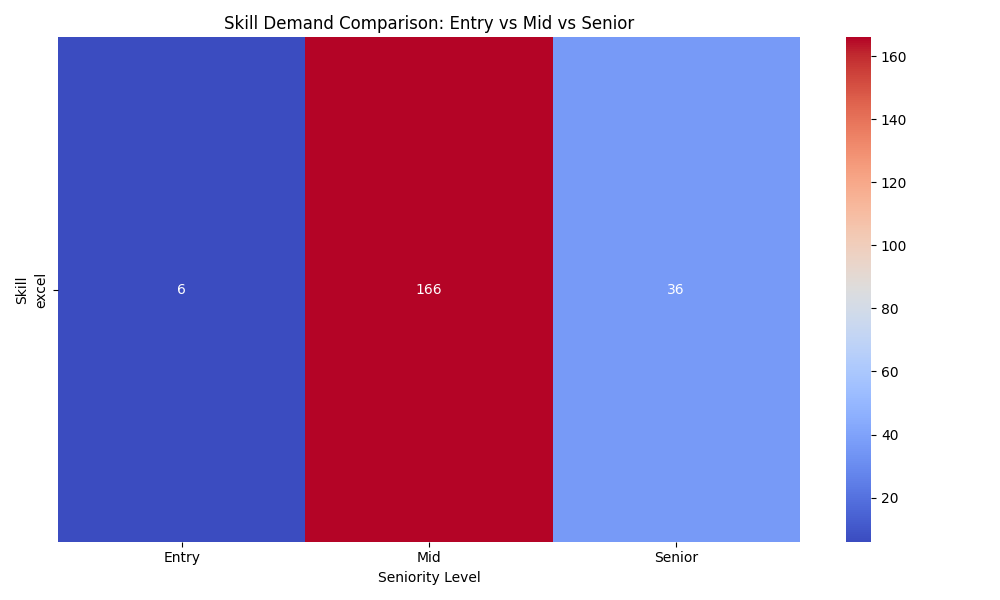 Skill Demand Comparison: Entry vs Mid vs Senior
Skill
excel
6
166
36
Entry
Mid
Senior
Seniority Level
160
140
120
100
80
60
40
20